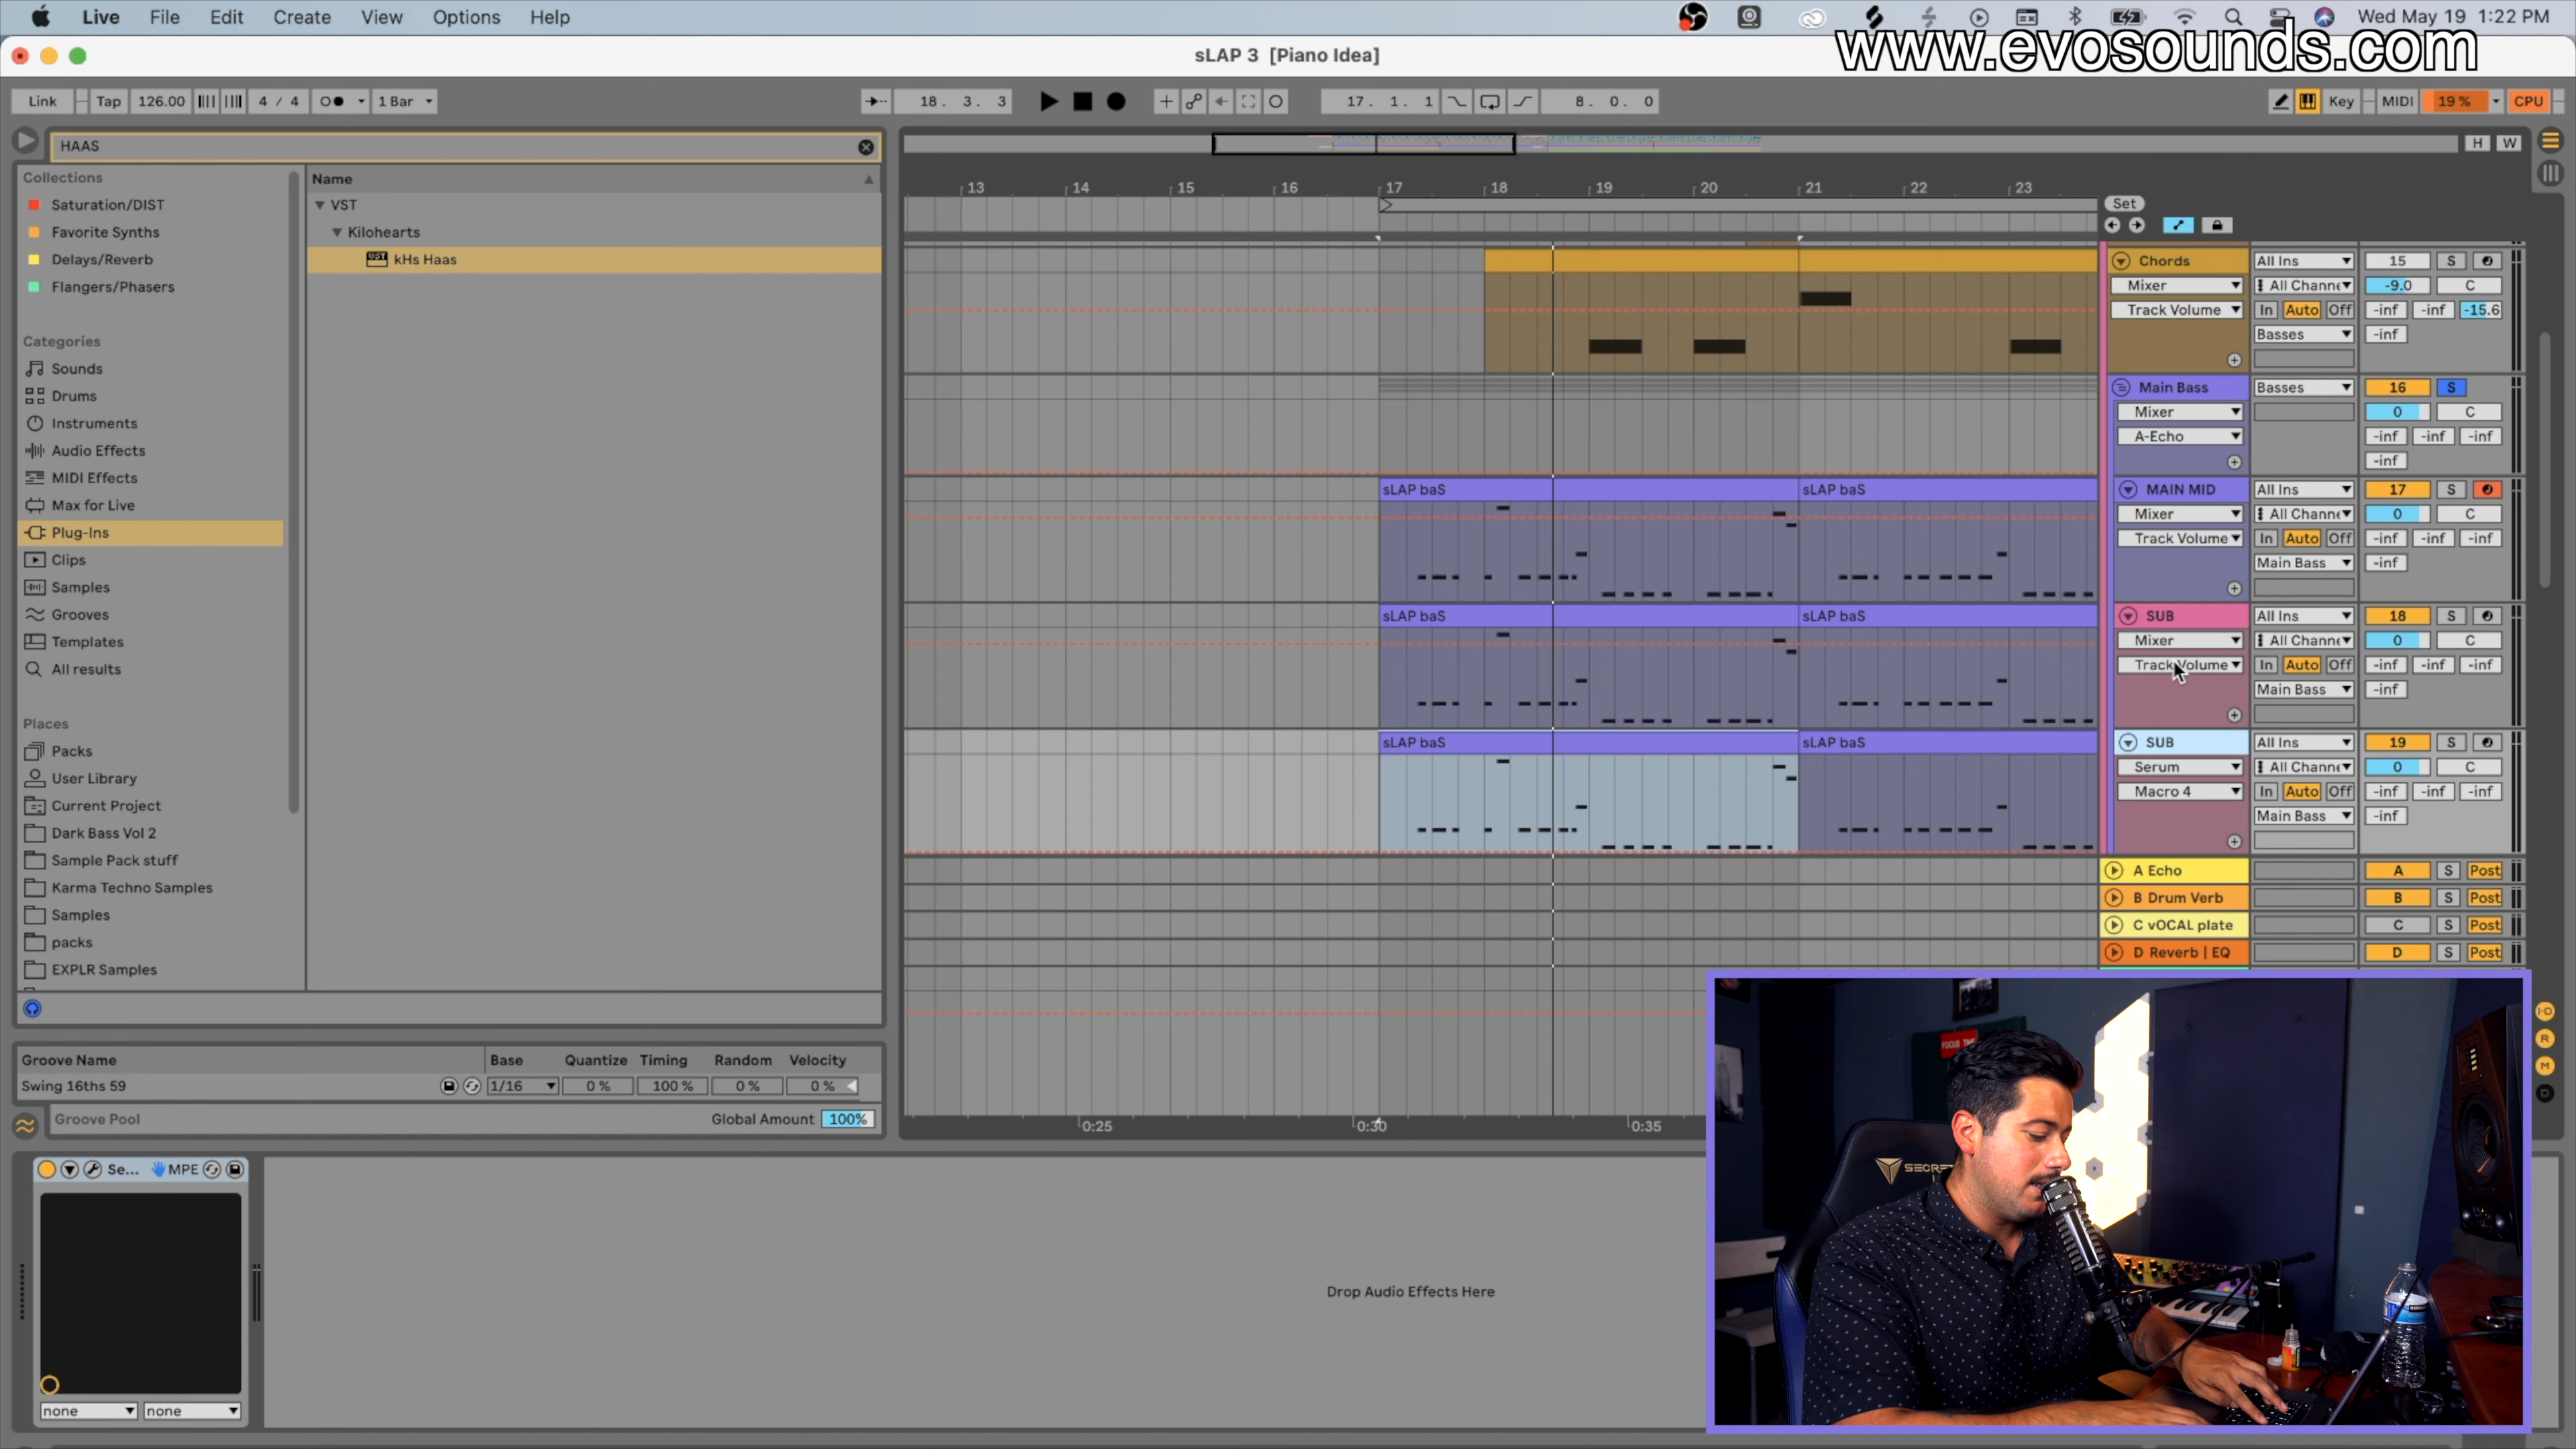 Live File Edit Create View Options Help
Wed May 19 1:22 PM
sLAP 3 [Piano Idea]
www.evosounds.com
Link Tap 126.00 4 / 4 1 Bar 18. 3. 3 17. 1. 1 8. 0. 0 Key MIDI 19 % CPU
HAAS
H W
Collections
Saturation/DIST
Favorite Synths
Delays/Reverb
Flangers/Phasers
Categories
Sounds
Drums
Instruments
Audio Effects
MIDI Effects
Max for Live
Plug-Ins
Clips
Samples
Grooves
Templates
All results
Places
Packs
User Library
Current Project
Dark Bass Vol 2
Sample Pack stuff
Karma Techno Samples
Samples
packs
EXPLR Samples
Name
VST
Kilohearts
kHs Haas
13 14 15 16 17 18 19 20 21 22 23
Set
Chords All Ins 15 S
Mixer All Channe -9.0 C
Track Volume In Auto Off -inf -inf -15.6
Basses -inf
Main Bass Basses 16 S
Mixer 0 C
A-Echo -inf -inf -inf
-inf
sLAP baS sLAP baS MAIN MID All Ins 17 S
Mixer All Channe 0 C
Track Volume In Auto Off -inf -inf -inf
Main Bass -inf
sLAP baS sLAP baS SUB All Ins 18 S
Mixer All Channe 0 C
Track Volume In Auto Off -inf -inf -inf
Main Bass -inf
sLAP baS sLAP baS SUB All Ins 19 S
Serum All Channe 0 C
Macro 4 In Auto Off -inf -inf -inf
Main Bass -inf
A Echo A S Post
B Drum Verb B S Post
C vOCAL plate C S Post
D Reverb | EQ D S Post
Groove Name Base Quantize Timing Random Velocity
Swing 16ths 59 1/16 0 % 100 % 0 % 0 %
Groove Pool Global Amount 100%
0:25 0:30 0:35
I·O
R
M
D
Se... MPE
none none
Drop Audio Effects Here
FOCUS TIME
SECRE